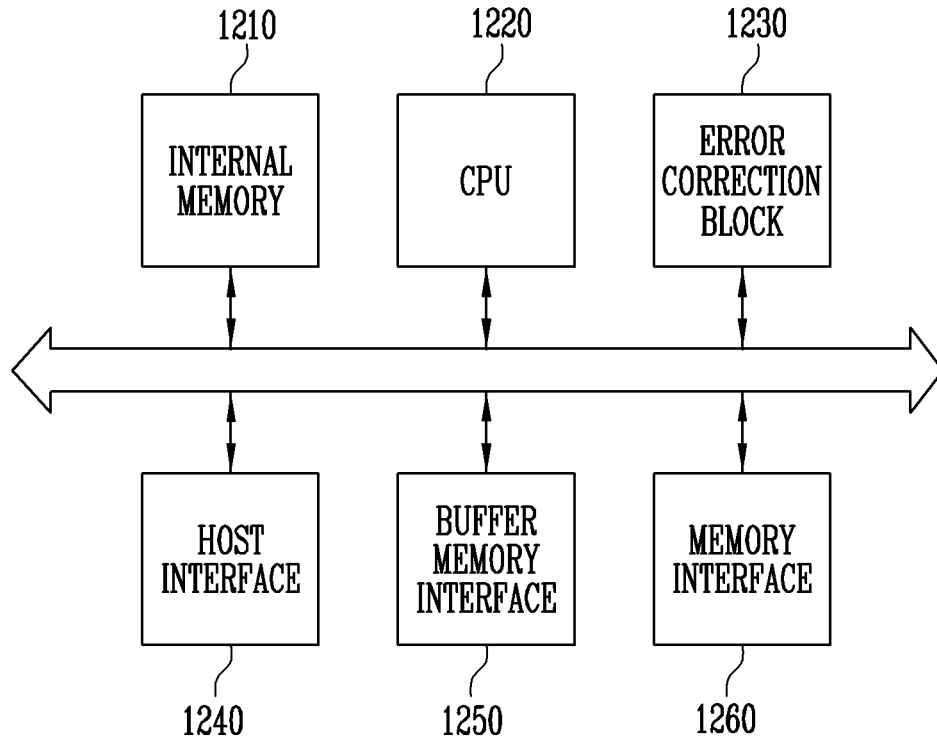 1210
1220
1230
INTERNAL
MEMORY
CPU
ERROR
CORRECTION
BLOCK
HOST
INTERFACE
BUFFER
MEMORY
INTERFACE
MEMORY
INTERFACE
1240
1250
1260